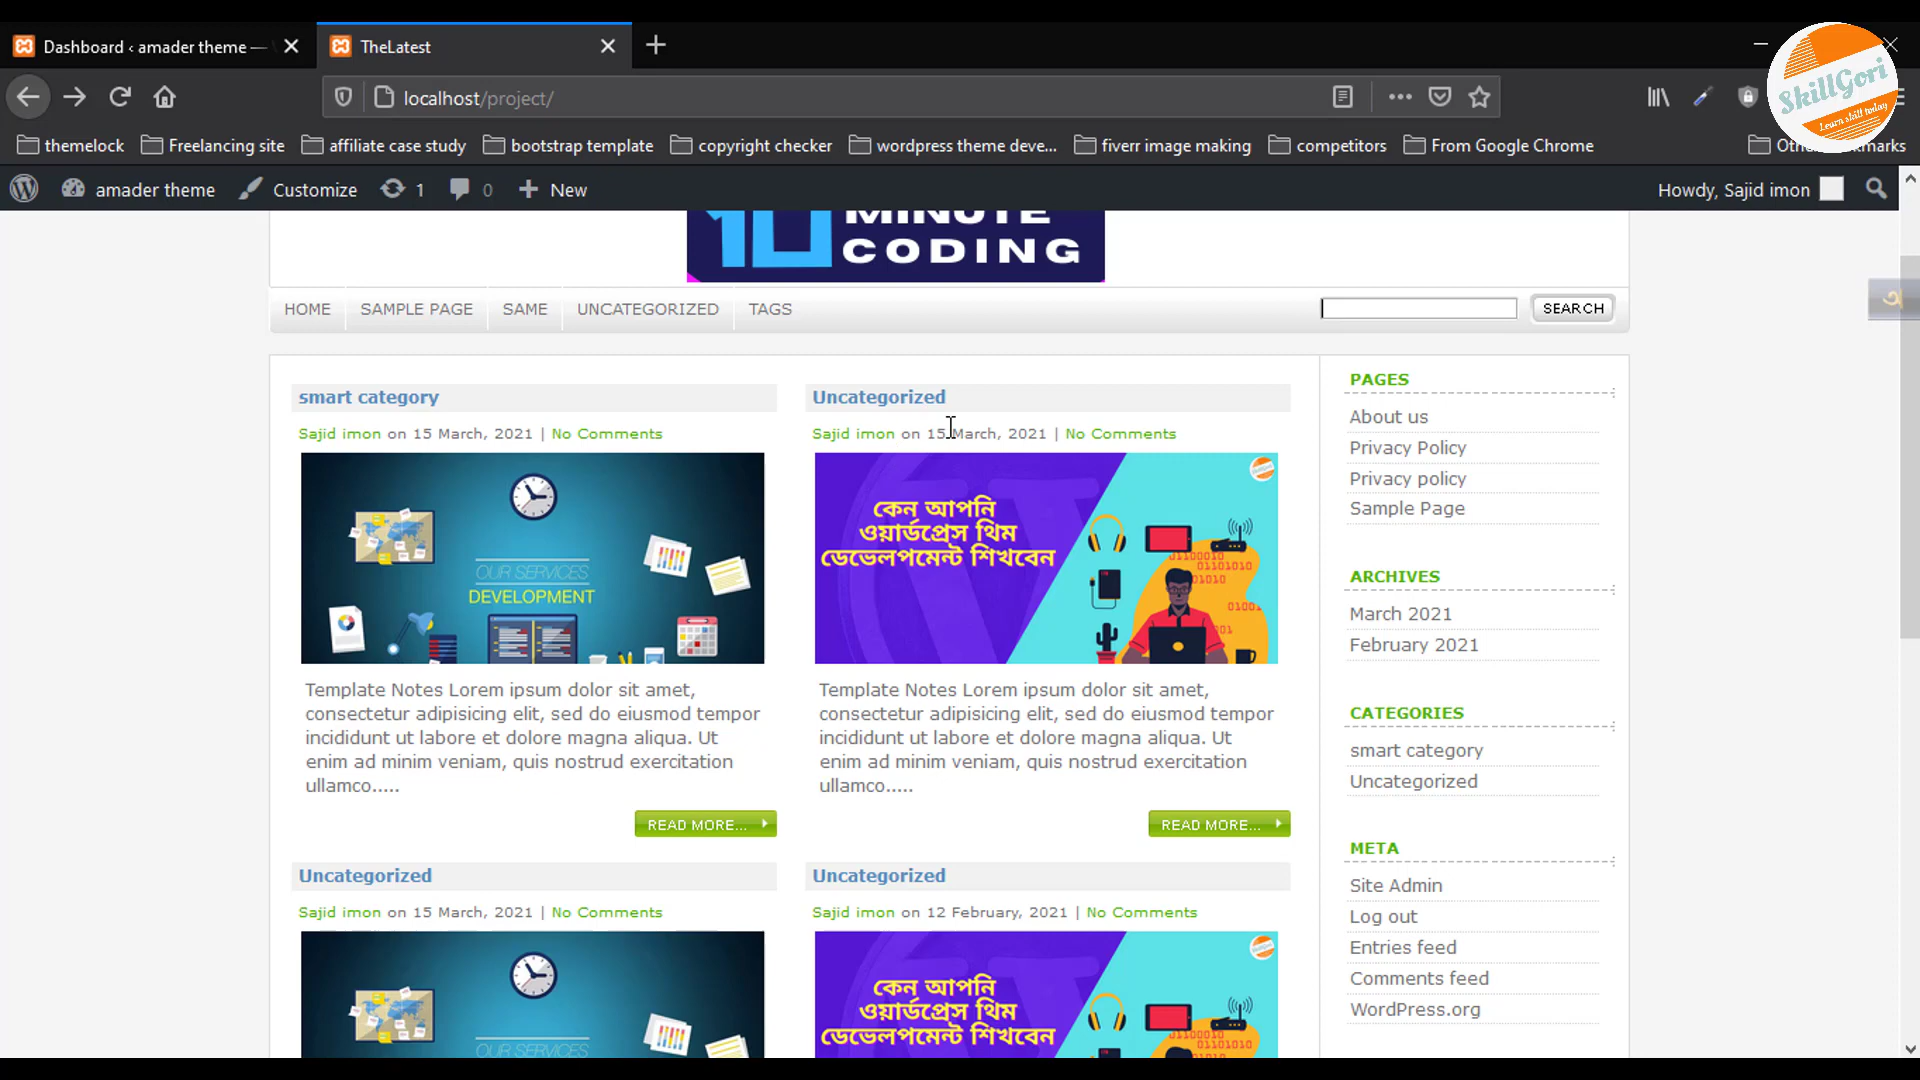 Dashboard ‹ amader theme —
TheLatest
localhost/project/
themelock
Freelancing site
affiliate case study
bootstrap template
copyright checker
wordpress theme deve...
fiverr image making
competitors
From Google Chrome
SkillGori
Learn skill today
amader theme
Customize
1
0
New
Howdy, Sajid imon
10 MINUTE
CODING
HOME
SAMPLE PAGE
SAME
UNCATEGORIZED
TAGS
SEARCH
smart category
Sajid imon on 15 March, 2021 | No Comments
OUR SERVICES
DEVELOPMENT
Template Notes Lorem ipsum dolor sit amet,
consectetur adipisicing elit, sed do eiusmod tempor
incididunt ut labore et dolore magna aliqua. Ut
enim ad minim veniam, quis nostrud exercitation
ullamco.....
READ MORE...
Uncategorized
Sajid imon on 15 March, 2021 | No Comments
কেন আপনি
ওয়ার্ডপ্রেস থিম
ডেভেলপমেন্ট শিখবেন
Template Notes Lorem ipsum dolor sit amet,
consectetur adipisicing elit, sed do eiusmod tempor
incididunt ut labore et dolore magna aliqua. Ut
enim ad minim veniam, quis nostrud exercitation
ullamco.....
READ MORE...
Uncategorized
Sajid imon on 15 March, 2021 | No Comments
OUR SERVICES
Uncategorized
Sajid imon on 12 February, 2021 | No Comments
কেন আপনি
ওয়ার্ডপ্রেস থিম
ডেভেলপমেন্ট শিখবেন
PAGES
About us
Privacy Policy
Privacy policy
Sample Page
ARCHIVES
March 2021
February 2021
CATEGORIES
smart category
Uncategorized
META
Site Admin
Log out
Entries feed
Comments feed
WordPress.org
অ